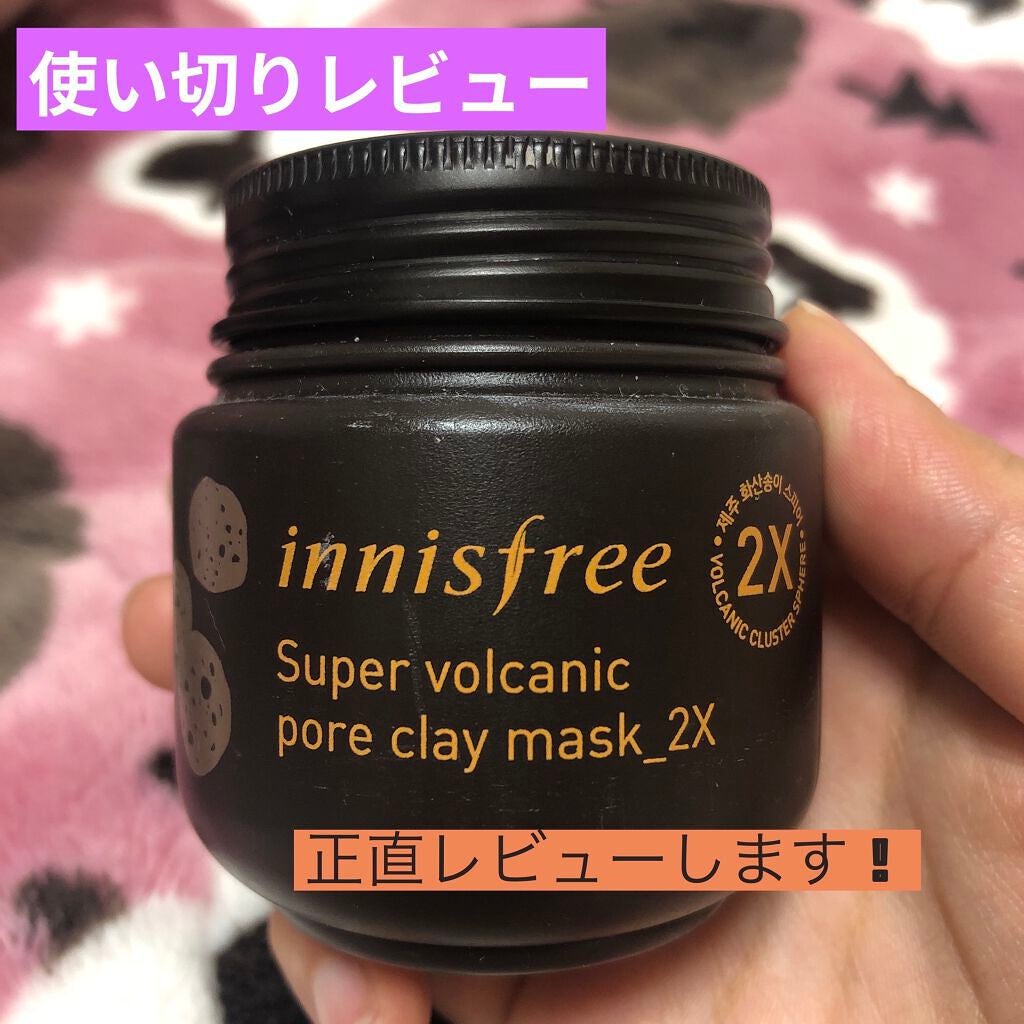 使い切りレビュー
innisfree
Super volcanic
pore clay mask_2X
제주 화산송이 스피어
2X
VOLCANIC CLUSTER SPHERE
正直レビューします❗